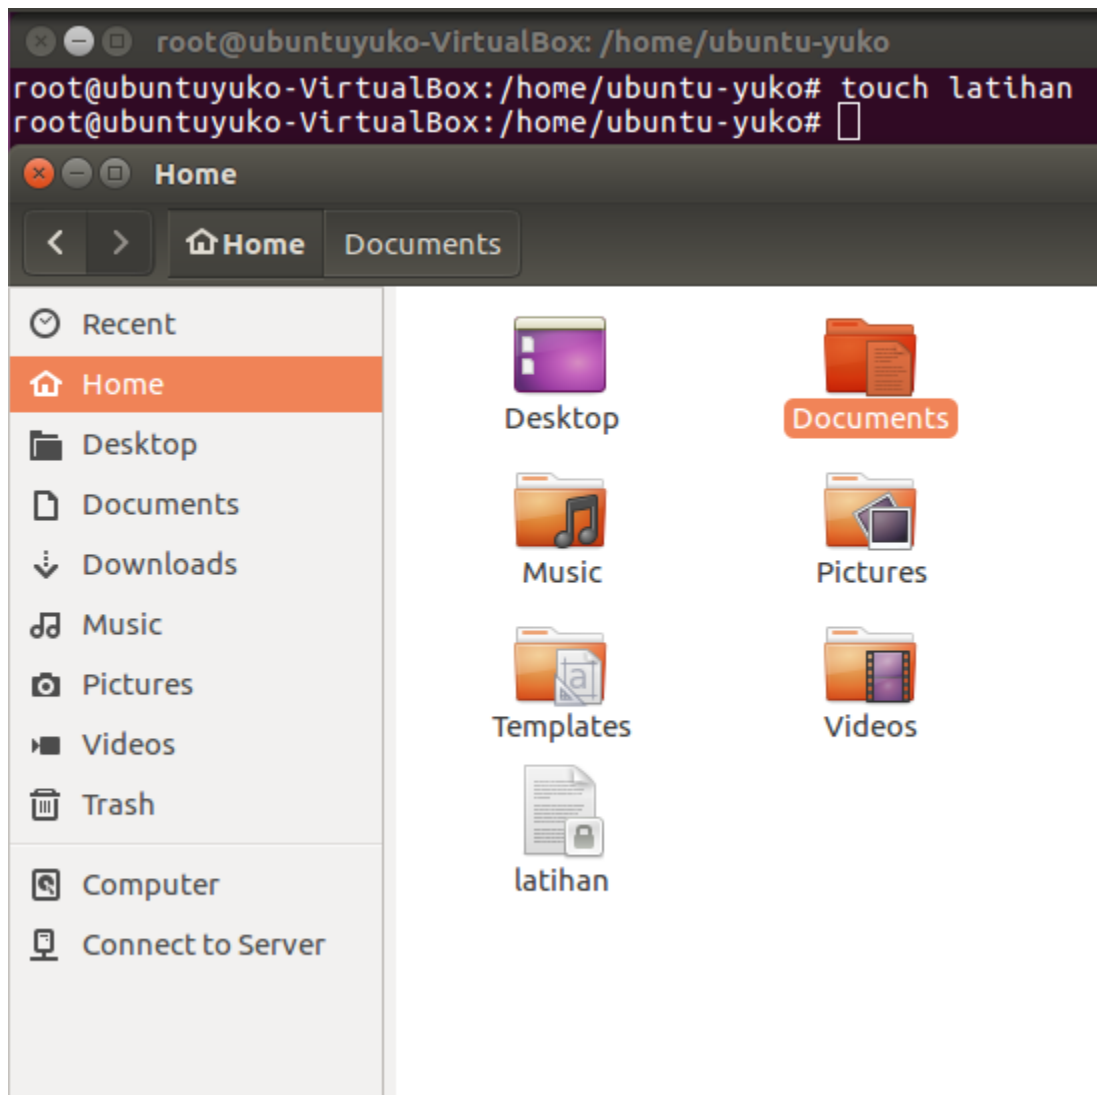 root@ubuntuyuko-VirtualBox: /home/ubuntu-yuko
root@ubuntuyuko-VirtualBox:/home/ubuntu-yuko# touch latihan
root@ubuntuyuko-VirtualBox:/home/ubuntu-yuko#
Home
Home Documents
Recent
Home
Desktop
Documents
Downloads
Music
Pictures
Videos
Trash
Computer
Connect to Server
Desktop Documents
Music Pictures
Templates Videos
latihan